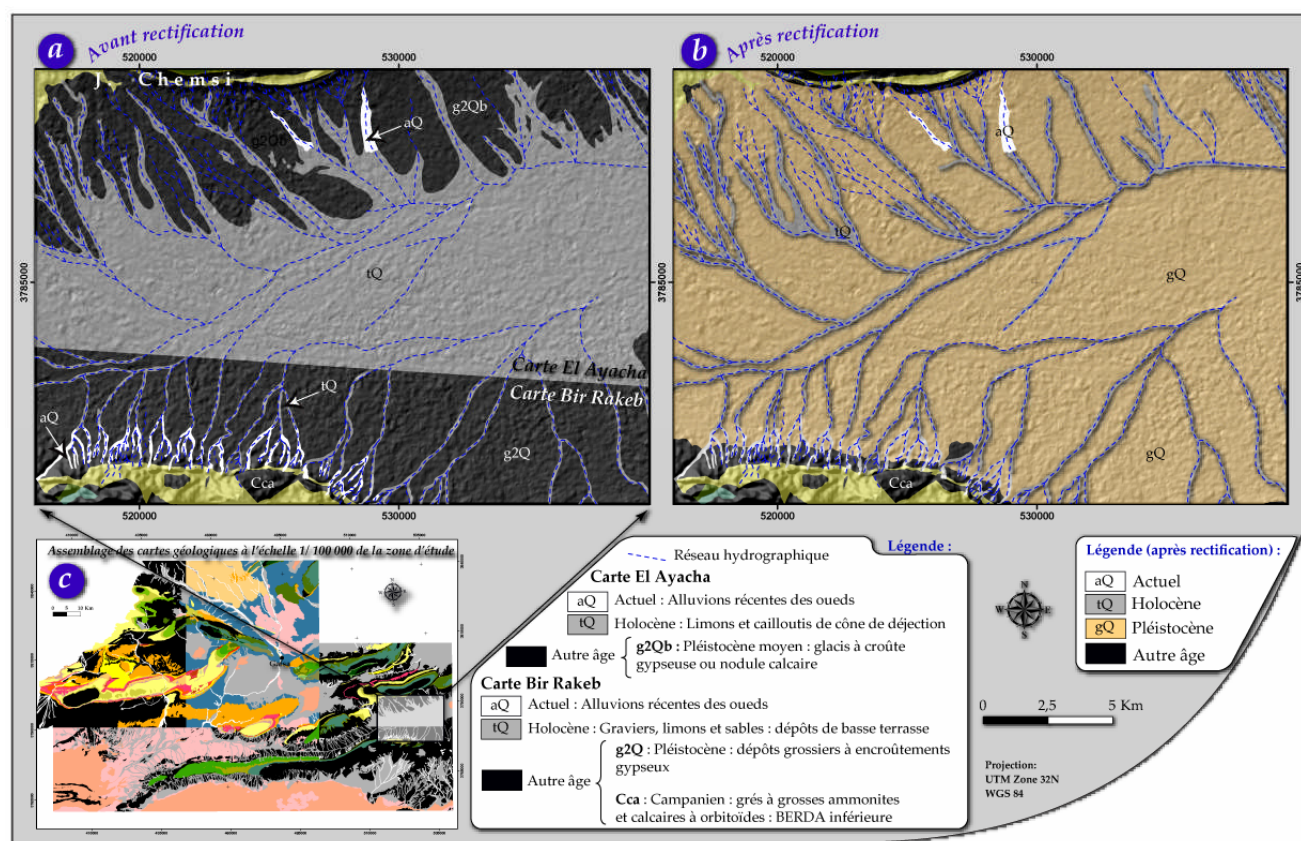 a
Avant rectification
b
Après rectification
520000
530000
520000
530000
J. Chemsi
g2Qb
aQ
g2Qb
aQ
tQ
tQ
gQ
3785000
3785000
3785000
Carte El Ayacha
Carte Bir Rakeb
tQ
aQ
g2Q
gQ
Cca
Cca
520000
530000
520000
530000
Assemblage des cartes géologiques à l'échelle 1/ 100 000 de la zone d'étude
c
0 5 10 Km
Réseau hydrographique
Légende :
Carte El Ayacha
aQ Actuel : Alluvions récentes des oueds
tQ Holocène : Limons et cailloutis de cône de déjection
Autre âge
g2Qb : Pléistocène moyen : glacis à croûte
gypseuse ou nodule calcaire
Carte Bir Rakeb
aQ Actuel : Alluvions récentes des oueds
tQ Holocène : Graviers, limons et sables : dépôts de basse terrasse
Autre âge
g2Q : Pléistocène : dépôts grossiers à encroûtements
gypseux
Cca : Campanien : grés à grosses ammonites
et calcaires à orbitoïdes : BERDA inférieure
N
W E
S
Légende (après rectification) :
aQ Actuel
tQ Holocène
gQ Pléistocène
Autre âge
0 2,5 5 Km
Projection:
UTM Zone 32N
WGS 84